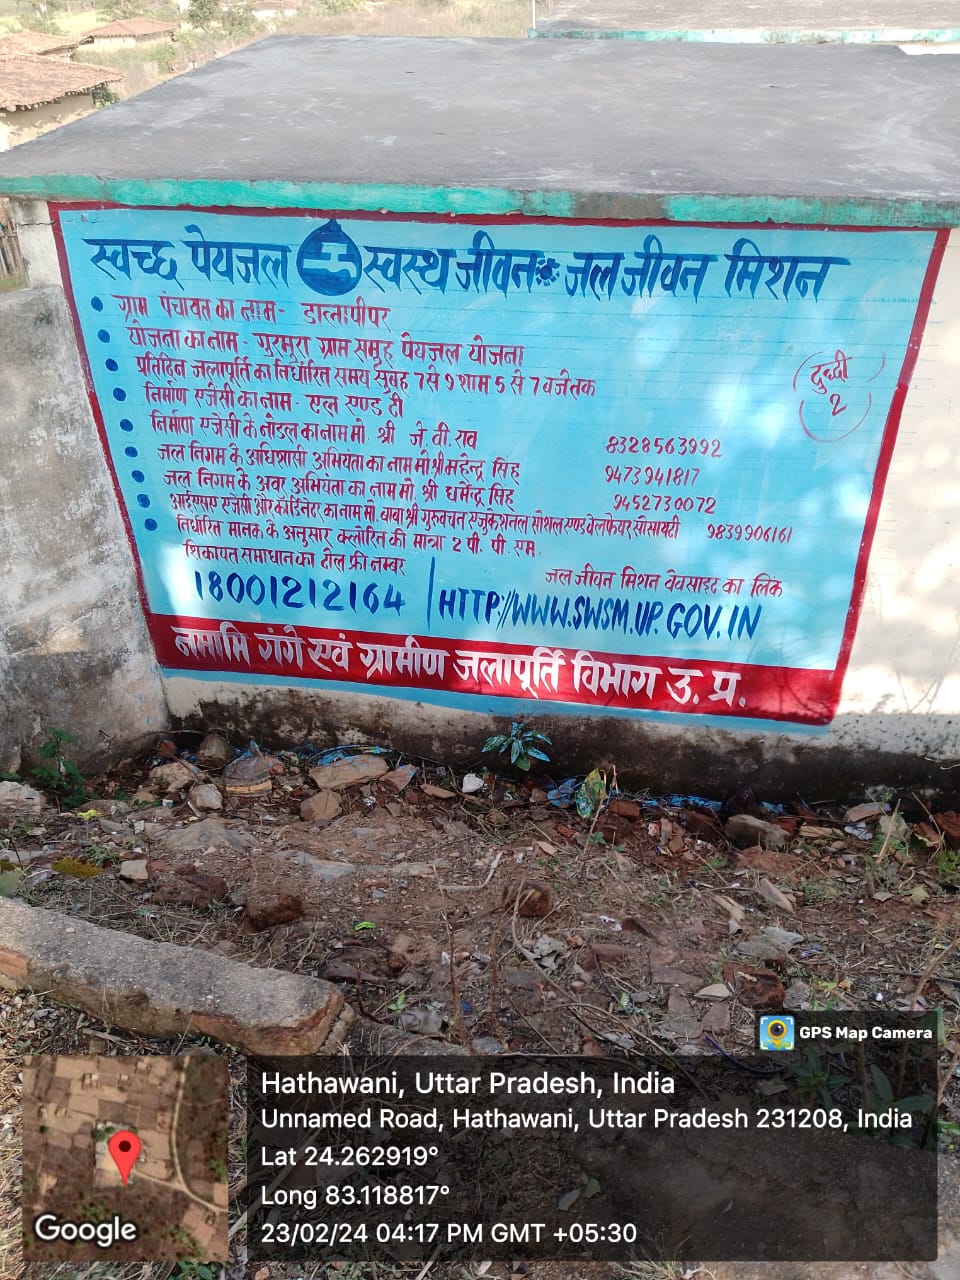 स्वच्छ पेयजल स्वस्थ जीवन जल जीवन मिशन
ग्राम पंचायत का नाम- डालापीपर
योजना का नाम- गुरमुरा ग्राम समूह पेयजल योजना
प्रतिदिन जलापूर्ति का निर्धारित समय सुबह 7 से 9 शाम 5 से 7 बजे तक
निर्माण एजेंसी का नाम- एल एण्ड टी
निर्माण एजेंसी के नोडल का नाम मो. श्री जे. वी. राव 8328563992
जल निगम के अधिशासी अभियंता का नाम मो श्री महेन्द्र सिंह 9473941817
जल निगम के अवर अभियंता का नाम मो. श्री धर्मेन्द्र सिंह 9452730072
आईएसए एजेंसी और कॉर्डिनेटर का नाम मो. बाबा श्री गुरुवचन एजुकेशनल सोशल एण्ड वेलफेयर सोसायटी 9839906161
निर्धारित मानक के अनुसार क्लोरिन की मात्रा 2 पी. पी. एम.
शिकायत समाधान का टोल फ्री नम्बर
18001212164
जल जीवन मिशन वेबसाइट का लिंक
HTTP://WWW.SWSM.UP.GOV.IN
दुद्धी
2
नमामि गंगे एवं ग्रामीण जलापूर्ति विभाग उ. प्र.
GPS Map Camera
Hathawani, Uttar Pradesh, India
Unnamed Road, Hathawani, Uttar Pradesh 231208, India
Lat 24.262919°
Long 83.118817°
23/02/24 04:17 PM GMT +05:30
Google